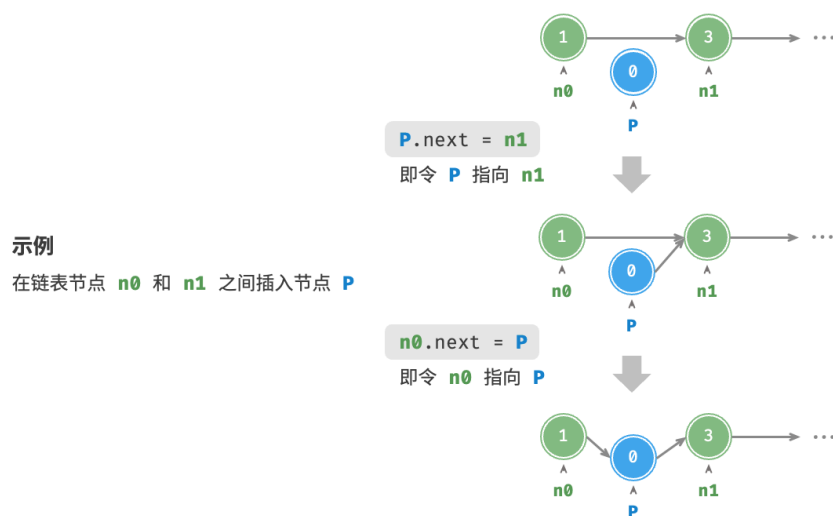 1 3 ...
0
n0 n1
P
P.next = n1
即令 P 指向 n1
1 3 ...
示例
0
在链表节点 n0 和 n1 之间插入节点 P
n0 n1
P
n0.next = P
即令 n0 指向 P
1 3 ...
0
n0 n1
P